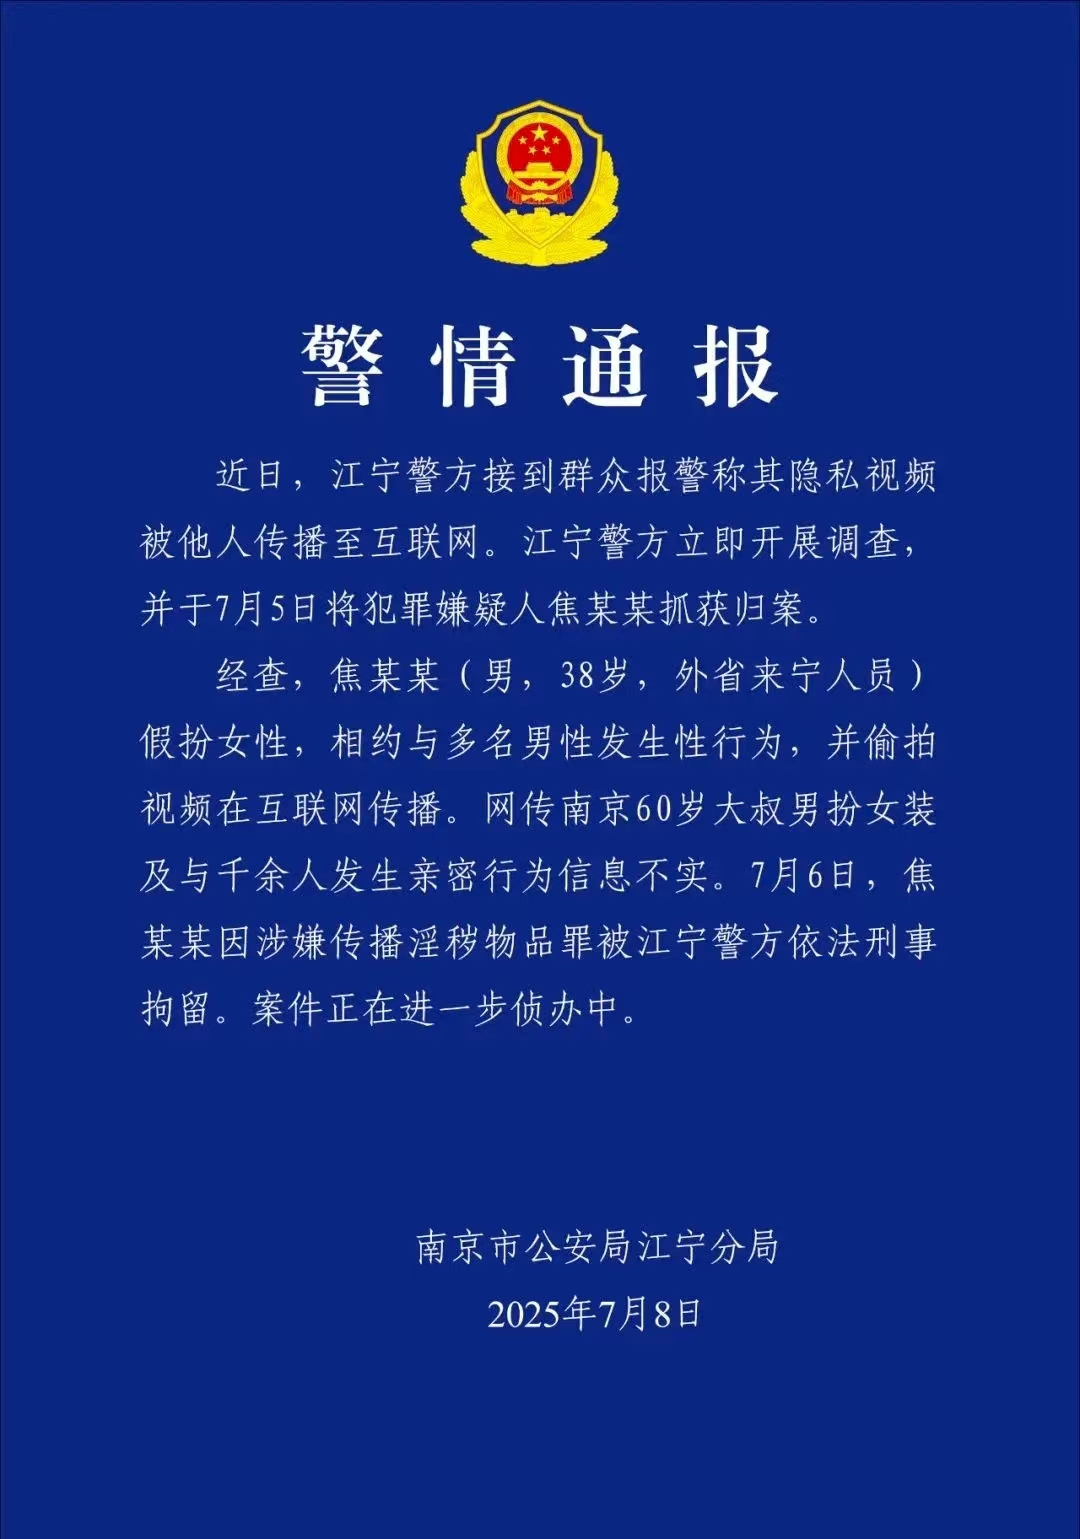 警情通报
近日，江宁警方接到群众报警称其隐私视频
被他人传播至互联网。江宁警方立即开展调查，
并于7月5日将犯罪嫌疑人焦某某抓获归案。
经查，焦某某（男，38岁，外省来宁人员）
假扮女性，相约与多名男性发生性行为，并偷拍
视频在互联网传播。网传南京60岁大叔男扮女装
及与千余人发生亲密行为信息不实。7月6日，焦
某某因涉嫌传播淫秽物品罪被江宁警方依法刑事
拘留。案件正在进一步侦办中。
南京市公安局江宁分局
2025年7月8日